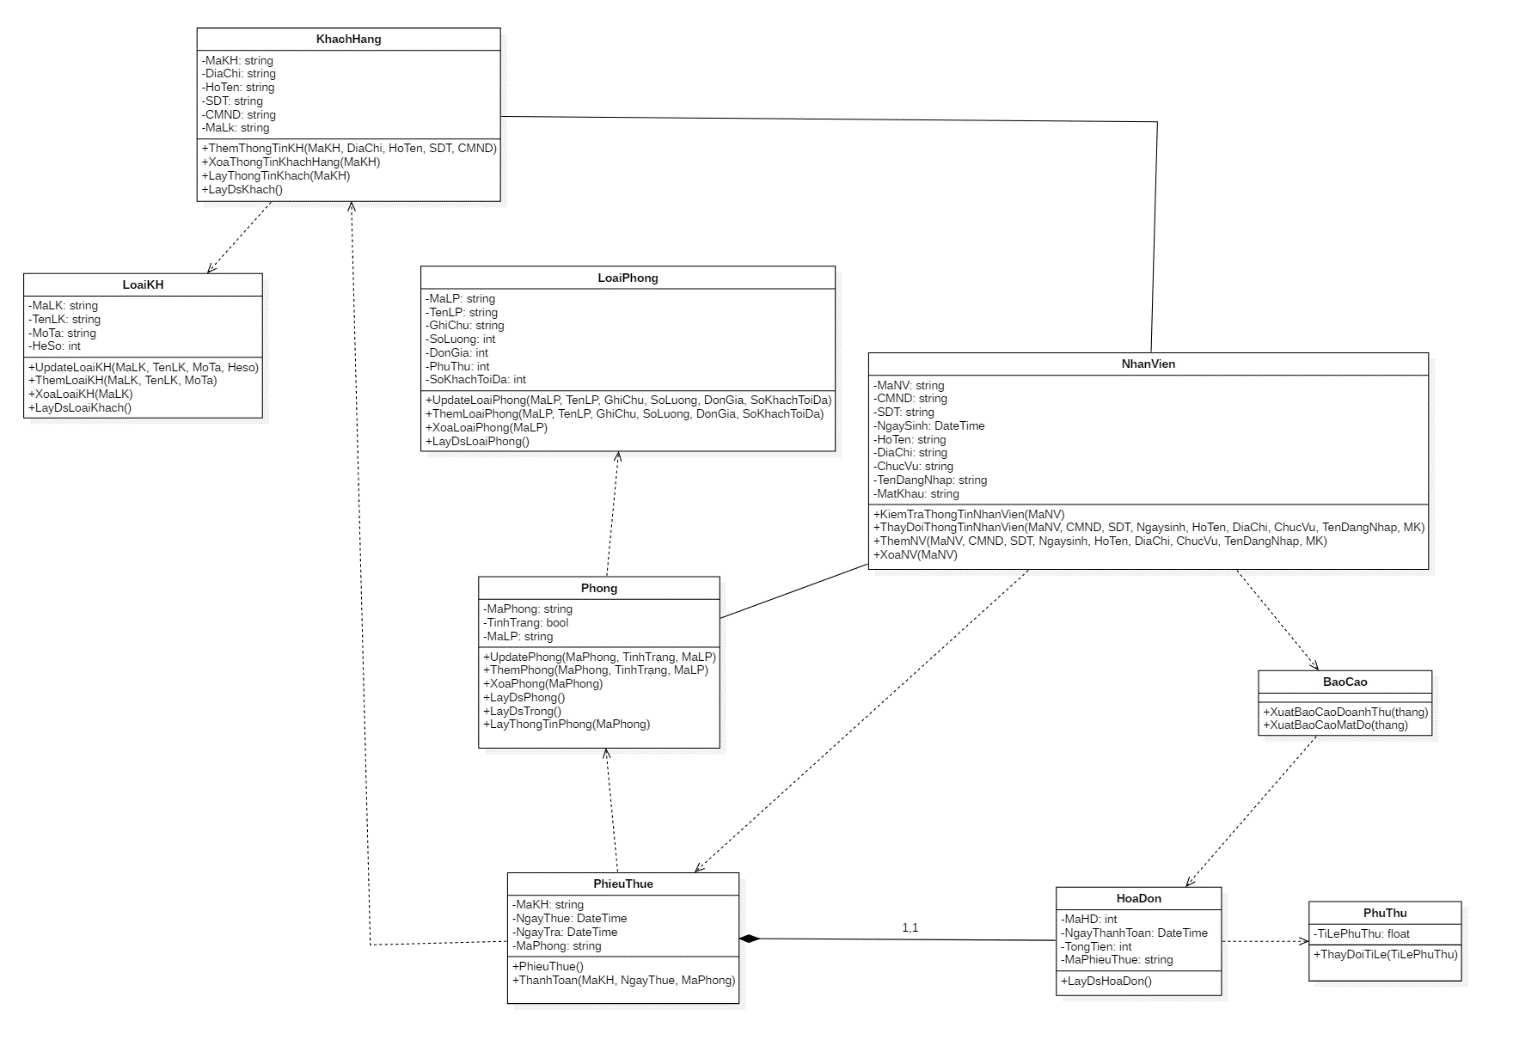 KhachHang
-MaKH: string
-DiaChi: string
-HoTen: string
-SDT: string
-CMND: string
-MaLk: string
+ThemThongTinKH(MaKH, DiaChi, HoTen, SDT, CMND)
+XoaThongTinKhachHang(MaKH)
+LayThongTinKhach(MaKH)
+LayDsKhach()
LoaiKH
-MaLK: string
-TenLK: string
-MoTa: string
-HeSo: int
+UpdateLoaiKH(MaLK, TenLK, MoTa, Heso)
+ThemLoaiKH(MaLK, TenLK, MoTa)
+XoaLoaiKH(MaLK)
+LayDsLoaiKhach()
LoaiPhong
-MaLP: string
-TenLP: string
-GhiChu: string
-SoLuong: int
-DonGia: int
-PhuThu: int
-SoKhachToiDa: int
+UpdateLoaiPhong(MaLP, TenLP, GhiChu, SoLuong, DonGia, SoKhachToiDa)
+ThemLoaiPhong(MaLP, TenLP, GhiChu, SoLuong, DonGia, SoKhachToiDa)
+XoaLoaiPhong(MaLP)
+LayDsLoaiPhong()
NhanVien
-MaNV: string
-CMND: string
-SDT: string
-NgaySinh: DateTime
-HoTen: string
-DiaChi: string
-ChucVu: string
-TenDangNhap: string
-MatKhau: string
+KiemTraThongTinNhanVien(MaNV)
+ThayDoiThongTinNhanVien(MaNV, CMND, SDT, Ngaysinh, HoTen, DiaChi, ChucVu, TenDangNhap, MK)
+ThemNV(MaNV, CMND, SDT, Ngaysinh, HoTen, DiaChi, ChucVu, TenDangNhap, MK)
+XoaNV(MaNV)
Phong
-MaPhong: string
-TinhTrang: bool
-MaLP: string
+UpdatePhong(MaPhong, TinhTrạng, MaLP)
+ThemPhong(MaPhong, TinhTrạng, MaLP)
+XoaPhong(MaPhong)
+LayDsPhong()
+LayDsTrong()
+LayThongTinPhong(MaPhong)
BaoCao
+XuatBaoCaoDoanhThu(thang)
+XuatBaoCaoMatDo(thang)
PhieuThue
-MaKH: string
-NgayThue: DateTime
-NgayTra: DateTime
-MaPhong: string
+PhieuThue()
+ThanhToan(MaKH, NgayThue, MaPhong)
1,1
HoaDon
-MaHD: int
-NgayThanhToan: DateTime
-TongTien: int
-MaPhieuThue: string
+LayDsHoaDon()
PhuThu
-TiLePhuThu: float
+ThayDoiTiLe(TiLePhuThu)